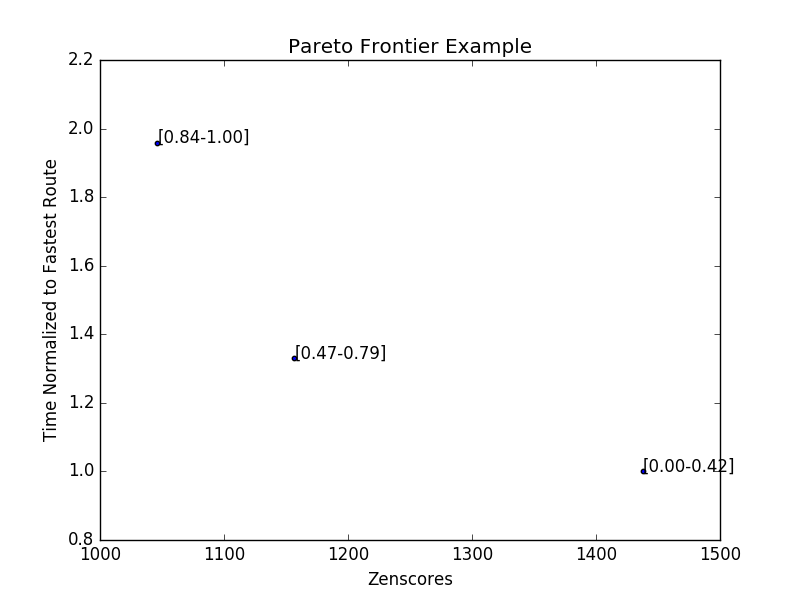 Pareto Frontier Example
2.2
2.0
1.8
1.6
1.4
1.2
1.0
0.8
Time Normalized to Fastest Route
[0.84-1.00]
[0.47-0.79]
[0.00-0.42]
1000 1100 1200 1300 1400 1500
Zenscores